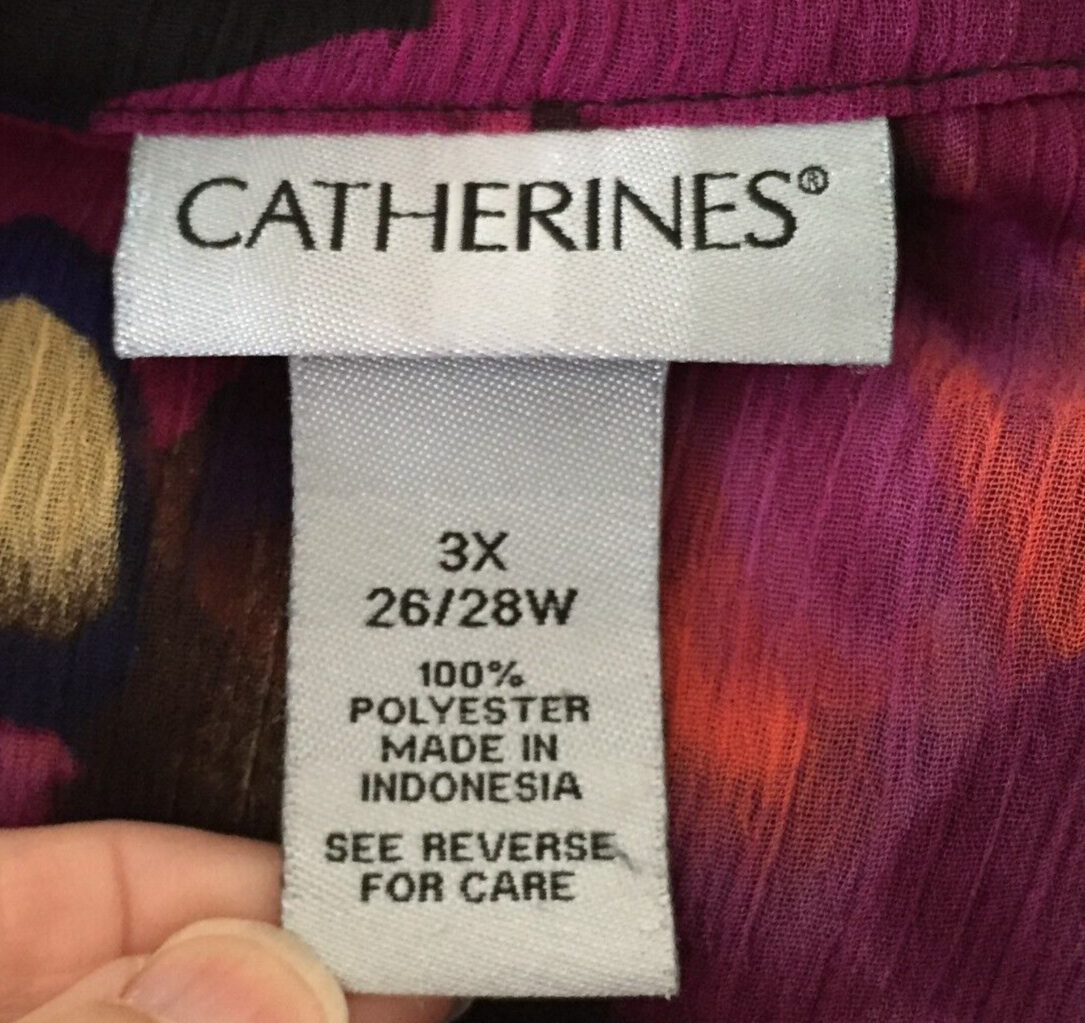 CATHERINES®
3X
26/28W
100%
POLYESTER
MADE IN
INDONESIA
SEE REVERSE
FOR CARE